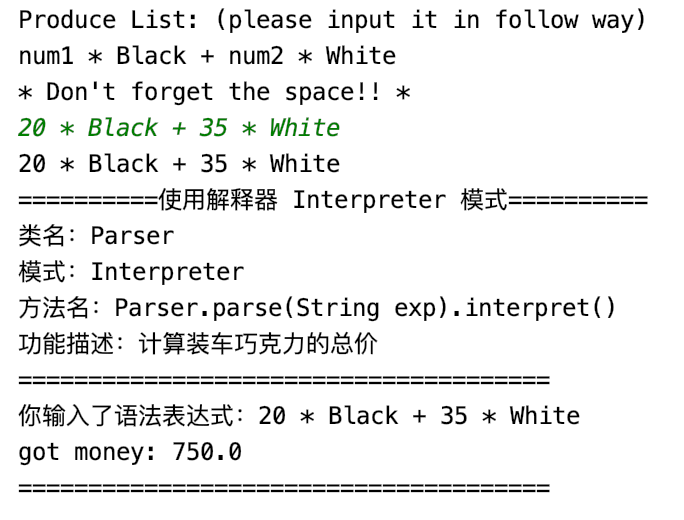 Produce List: (please input it in follow way)
num1 * Black + num2 * White
* Don't forget the space!! *
20 * Black + 35 * White
20 * Black + 35 * White
==========使用解释器 Interpreter 模式==========
类名：Parser
模式：Interpreter
方法名：Parser.parse(String exp).interpret()
功能描述：计算装车巧克力的总价
======================================
你输入了语法表达式：20 * Black + 35 * White
got money: 750.0
======================================